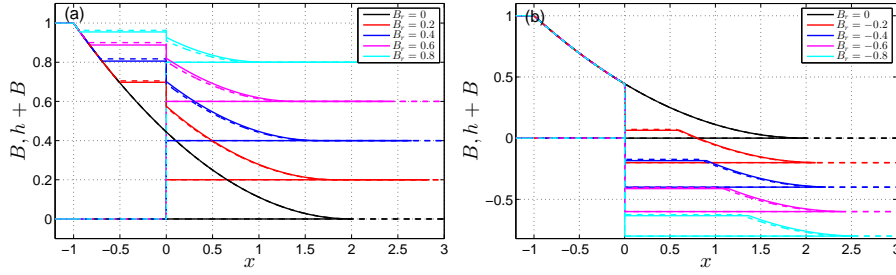 (a)
B_r = 0
B_r = 0.2
B_r = 0.4
B_r = 0.6
B_r = 0.8
B, h + B
1
0.8
0.6
0.4
0.2
0
−1 −0.5 0 0.5 1 1.5 2 2.5 3
x
(b)
B_r = 0
B_r = −0.2
B_r = −0.4
B_r = −0.6
B_r = −0.8
B, h + B
1
0.5
0
−0.5
−1 −0.5 0 0.5 1 1.5 2 2.5 3
x